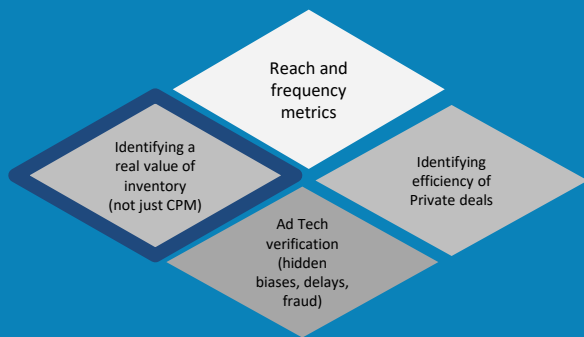 Reach and
frequency
metrics
Identifying a
real value of
inventory
(not just CPM)
Identifying
efficiency of
Private deals
Ad Tech
verification
(hidden
biases, delays,
fraud)